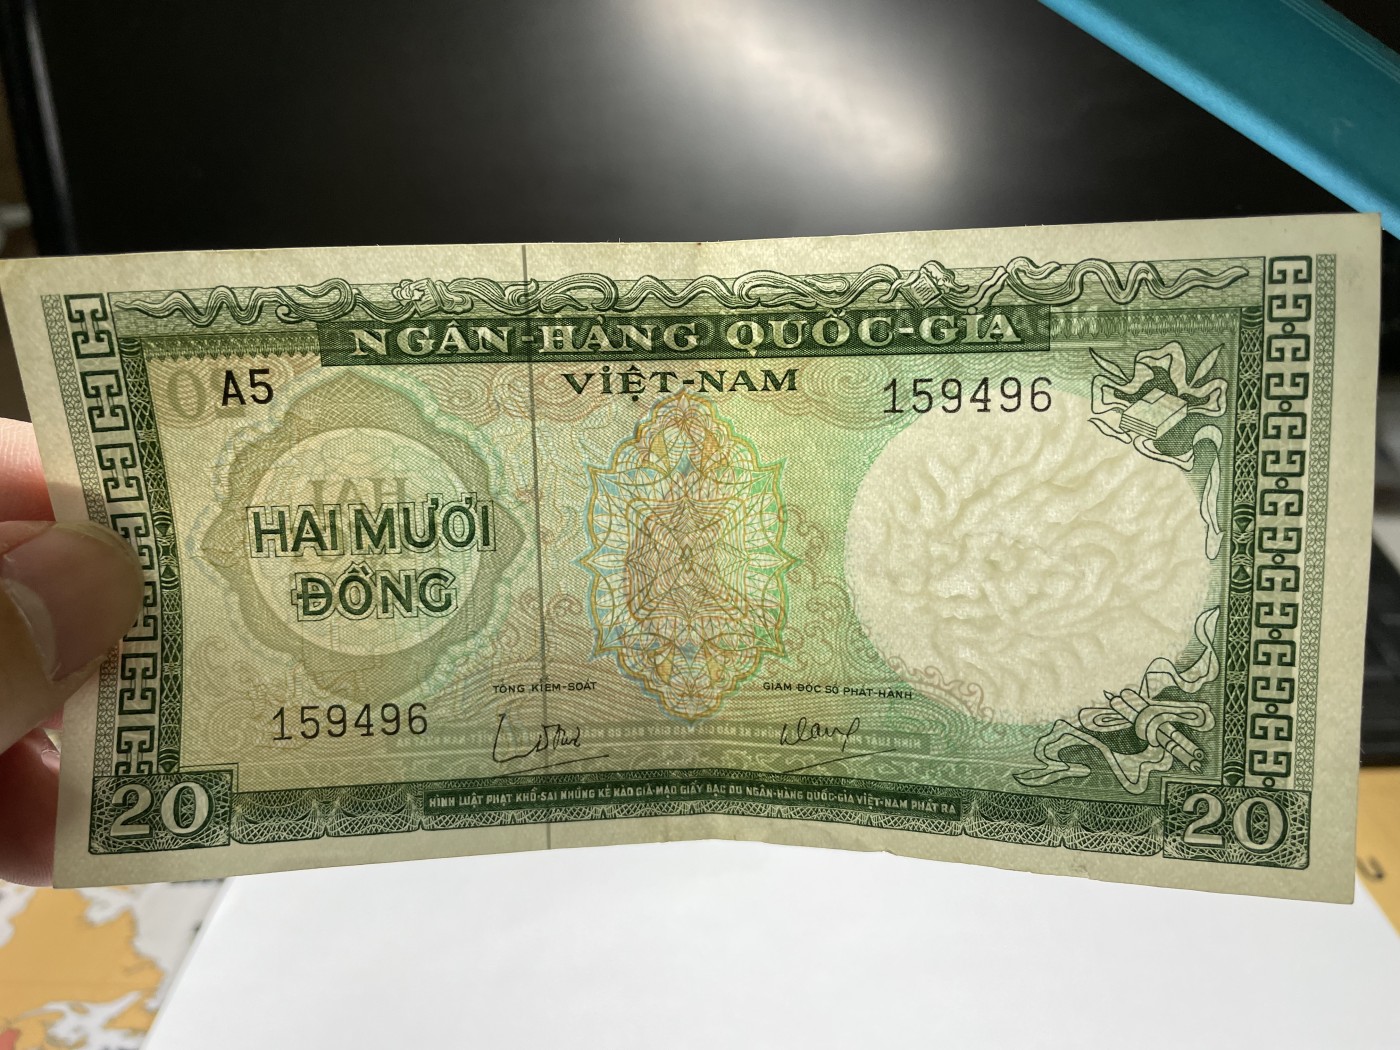 NGÂN-HÀNG QUỐC-GIA
VIỆT-NAM
A5
159496
HAI MƯƠI
ĐỒNG
TỔNG KIỂM-SOÁT
GIÁM ĐỐC SỞ PHÁT-HÀNH
159496
HÌNH LUẬT PHẠT KHỔ-SAI NHỮNG KẺ NÀO GIẢ-MẠO GIẤY BẠC DO NGÂN-HÀNG QUỐC-GIA VIỆT-NAM PHÁT RA
20
20